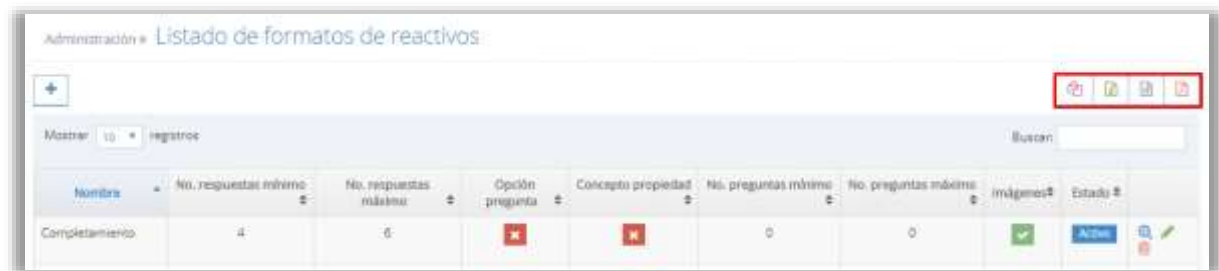 Administración » Listado de formatos de reactivos
Mostrar 10 registros
Buscar:
Nombre No. respuestas mínimo No. respuestas máximo Opción pregunta Concepto propiedad No. preguntas mínimo No. preguntas máximo Imágenes Estado
Completamiento 4 6 0 0 Activo